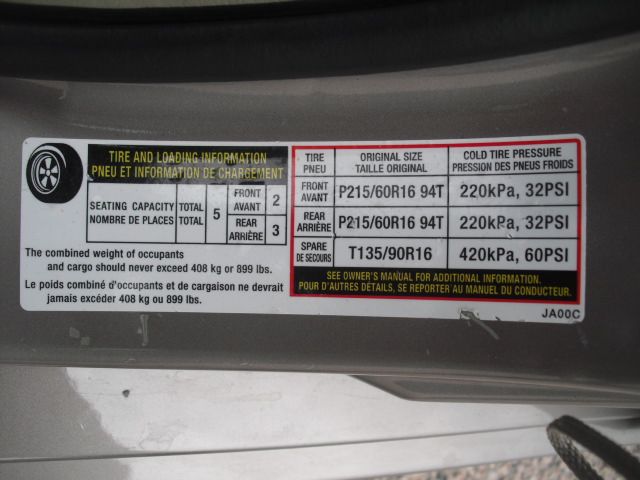 TIRE AND LOADING INFORMATION
PNEU ET INFORMATION DE CHARGEMENT
SEATING CAPACITY TOTAL 5 FRONT AVANT 2
NOMBRE DE PLACES TOTAL REAR ARRIÈRE 3
The combined weight of occupants
and cargo should never exceed 408 kg or 899 lbs.
Le poids combiné d'occupants et de cargaison ne devrait
jamais excéder 408 kg ou 899 lbs.
TIRE PNEU ORIGINAL SIZE TAILLE ORIGINAL COLD TIRE PRESSURE PRESSION DES PNEUS FROIDS
FRONT AVANT P215/60R16 94T 220kPa, 32PSI
REAR ARRIÈRE P215/60R16 94T 220kPa, 32PSI
SPARE DE SECOURS T135/90R16 420kPa, 60PSI
SEE OWNER'S MANUAL FOR ADDITIONAL INFORMATION.
POUR D'AUTRES DÉTAILS, SE REPORTER AU MANUEL DU CONDUCTEUR.
JA00C